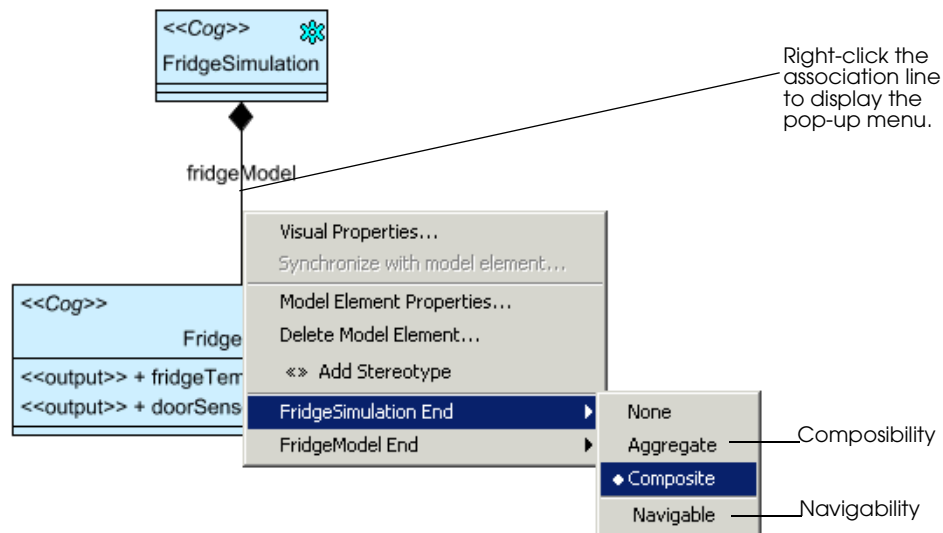 <<Cog>>
FridgeSimulation
Right-click the
association line
to display the
pop-up menu.
fridgeModel
Visual Properties...
Synchronize with model element...
Model Element Properties...
Delete Model Element...
«» Add Stereotype
FridgeSimulation End
FridgeModel End
<<Cog>>
Fridge
<<output>> + fridgeTem
<<output>> + doorSens
None
Aggregate
Composite
Navigable
Composibility
Navigability